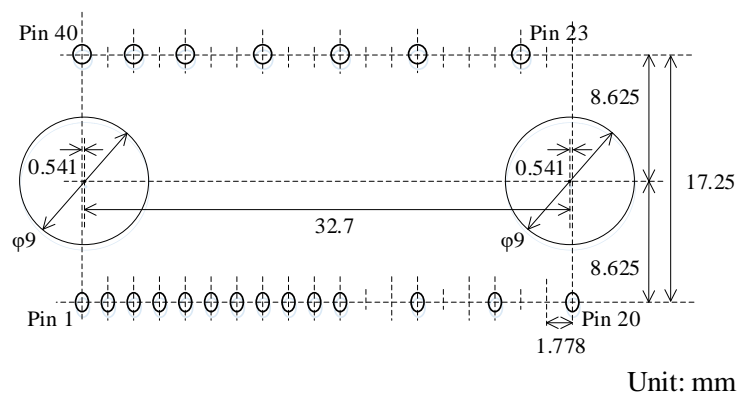 Pin 40
Pin 23
8.625
0.541
0.541
17.25
32.7
φ9
φ9
8.625
Pin 1
Pin 20
1.778
Unit: mm